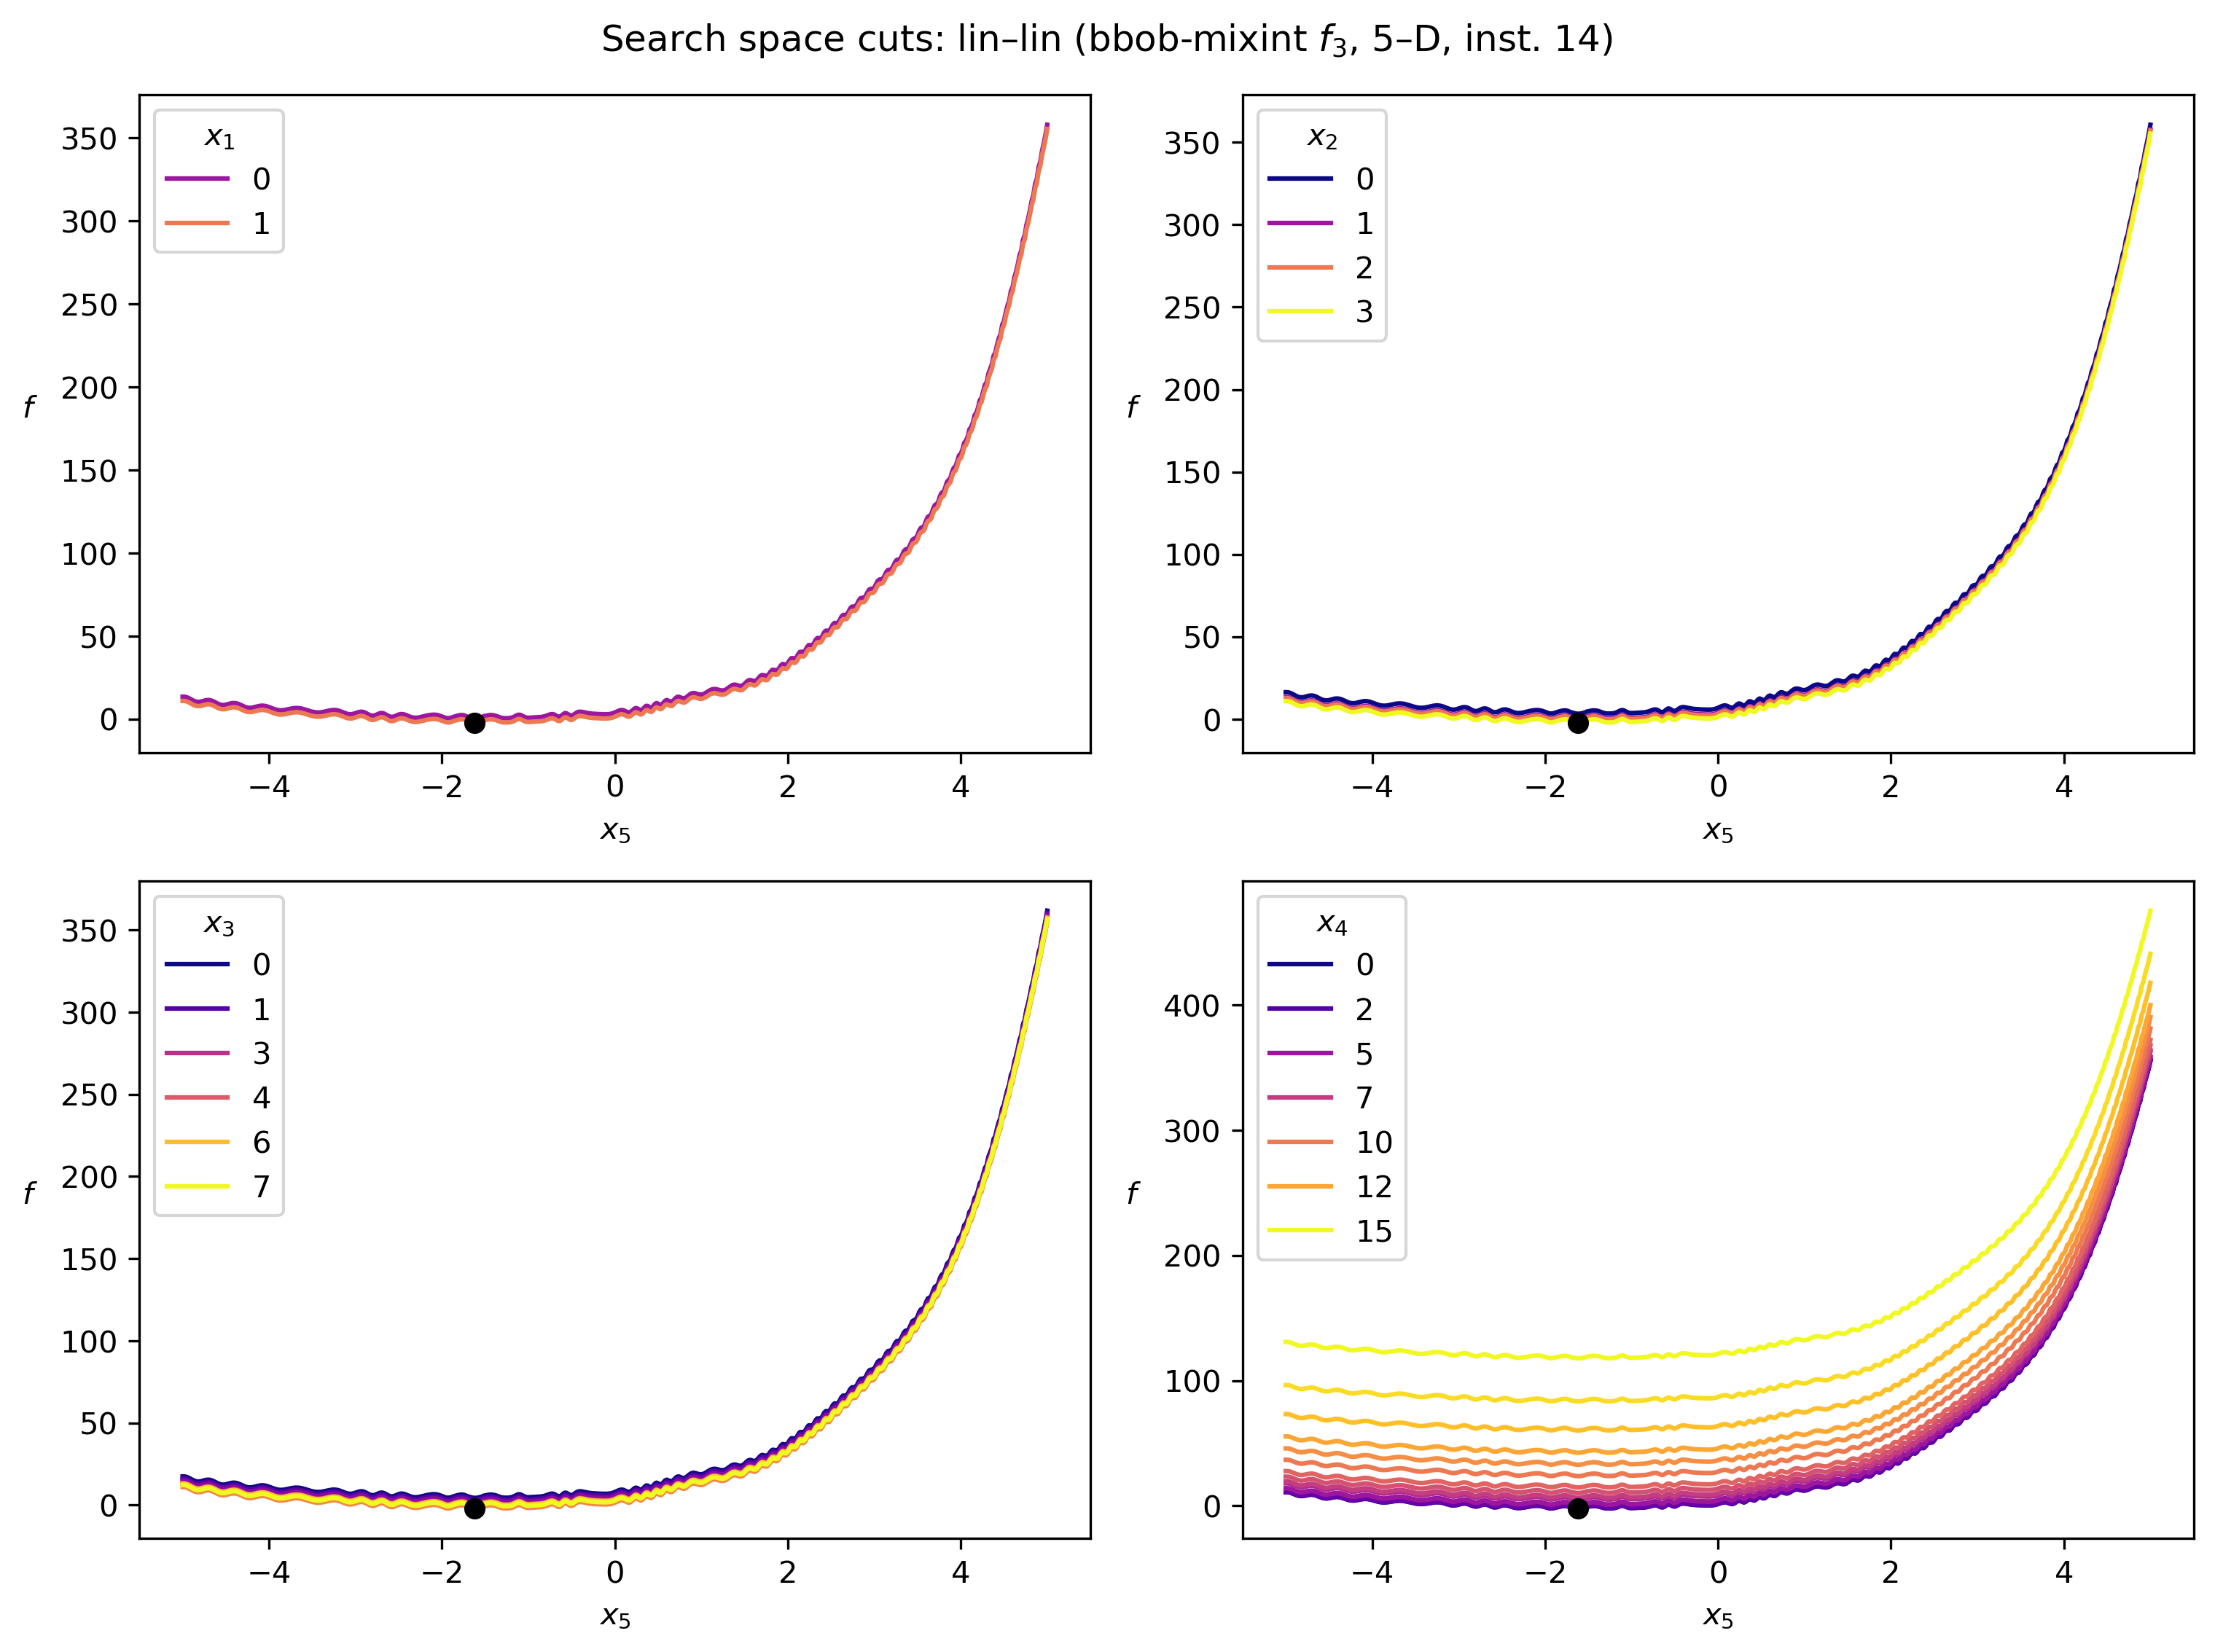 Search space cuts: lin–lin (bbob-mixint f₃, 5–D, inst. 14)
x₁
0
1
350
300
250
200
150
100
50
0
f
−4 −2 0 2 4
x₅
x₂
0
1
2
3
350
300
250
200
150
100
50
0
f
−4 −2 0 2 4
x₅
x₃
0
1
3
4
6
7
350
300
250
200
150
100
50
0
f
−4 −2 0 2 4
x₅
x₄
0
2
5
7
10
12
15
400
300
200
100
0
f
−4 −2 0 2 4
x₅